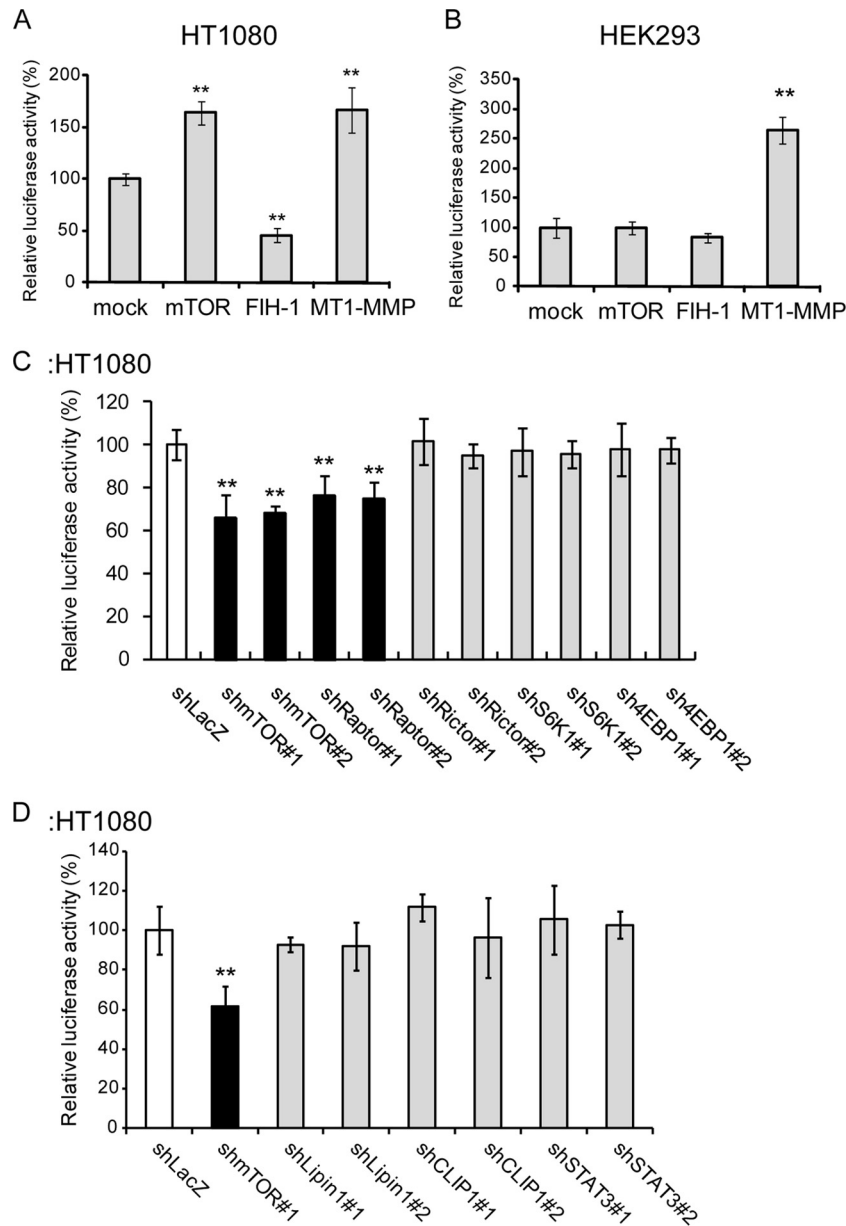 A
HT1080
Relative luciferase activity (%)
200
150
100
50
0
**
**
**
mock mTOR FIH-1 MT1-MMP
B
HEK293
Relative luciferase activity (%)
350
300
250
200
150
100
50
0
**
mock mTOR FIH-1 MT1-MMP
C :HT1080
Relative luciferase activity (%)
120
100
80
60
40
20
0
** ** ** **
shLacZ
shmTOR#1
shmTOR#2
shRaptor#1
shRaptor#2
shRictor#1
shRictor#2
shS6K1#1
shS6K1#2
sh4EBP1#1
sh4EBP1#2
D :HT1080
Relative luciferase activity (%)
140
120
100
80
60
40
20
0
**
shLacZ
shmTOR#1
shLipin1#1
shLipin1#2
shCLIP1#1
shCLIP1#2
shSTAT3#1
shSTAT3#2